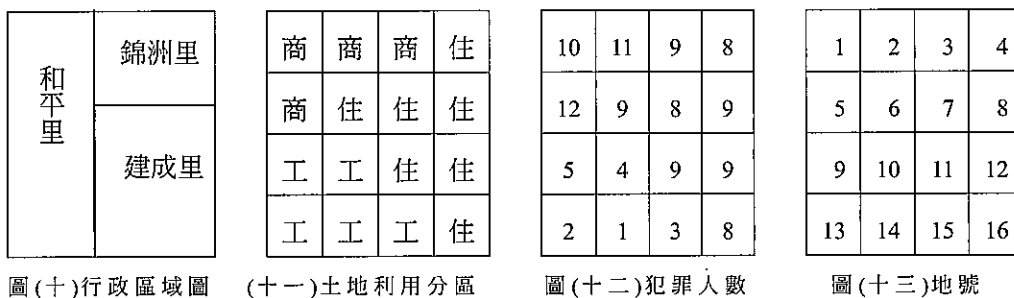 和平里
錦洲里
建成里
圖(十)行政區域圖
商 商 商 住
商 住 住 住
工 工 住 住
工 工 工 住
(十一)土地利用分區
10 11 9 8
12 9 8 9
5 4 9 9
2 1 3 8
圖(十二)犯罪人數
1 2 3 4
5 6 7 8
9 10 11 12
13 14 15 16
圖(十三)地號